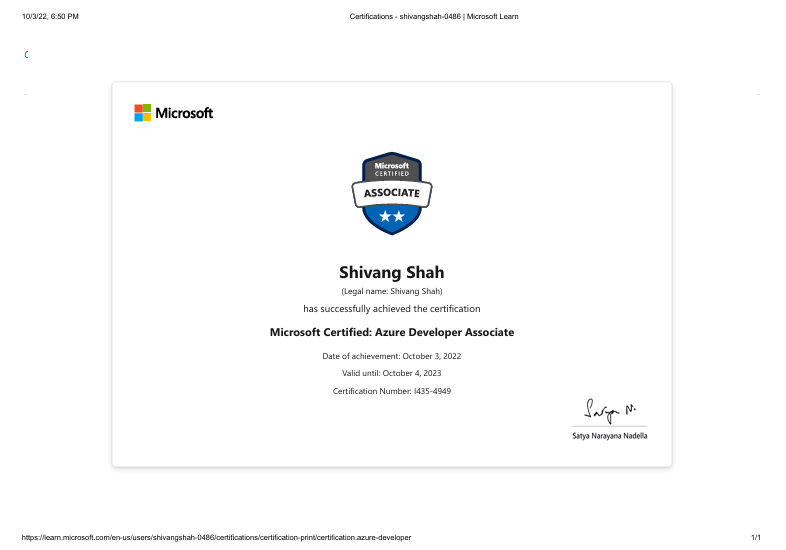 10/3/22, 6:50 PM
Certifications - shivangshah-0486 | Microsoft Learn
Microsoft
Microsoft
CERTIFIED
ASSOCIATE
Shivang Shah
(Legal name: Shivang Shah)
has successfully achieved the certification
Microsoft Certified: Azure Developer Associate
Date of achievement: October 3, 2022
Valid until: October 4, 2023
Certification Number: I435-4949
Satya N.
Satya Narayana Nadella
https://learn.microsoft.com/en-us/users/shivangshah-0486/certifications/certification-print/certification.azure-developer
1/1